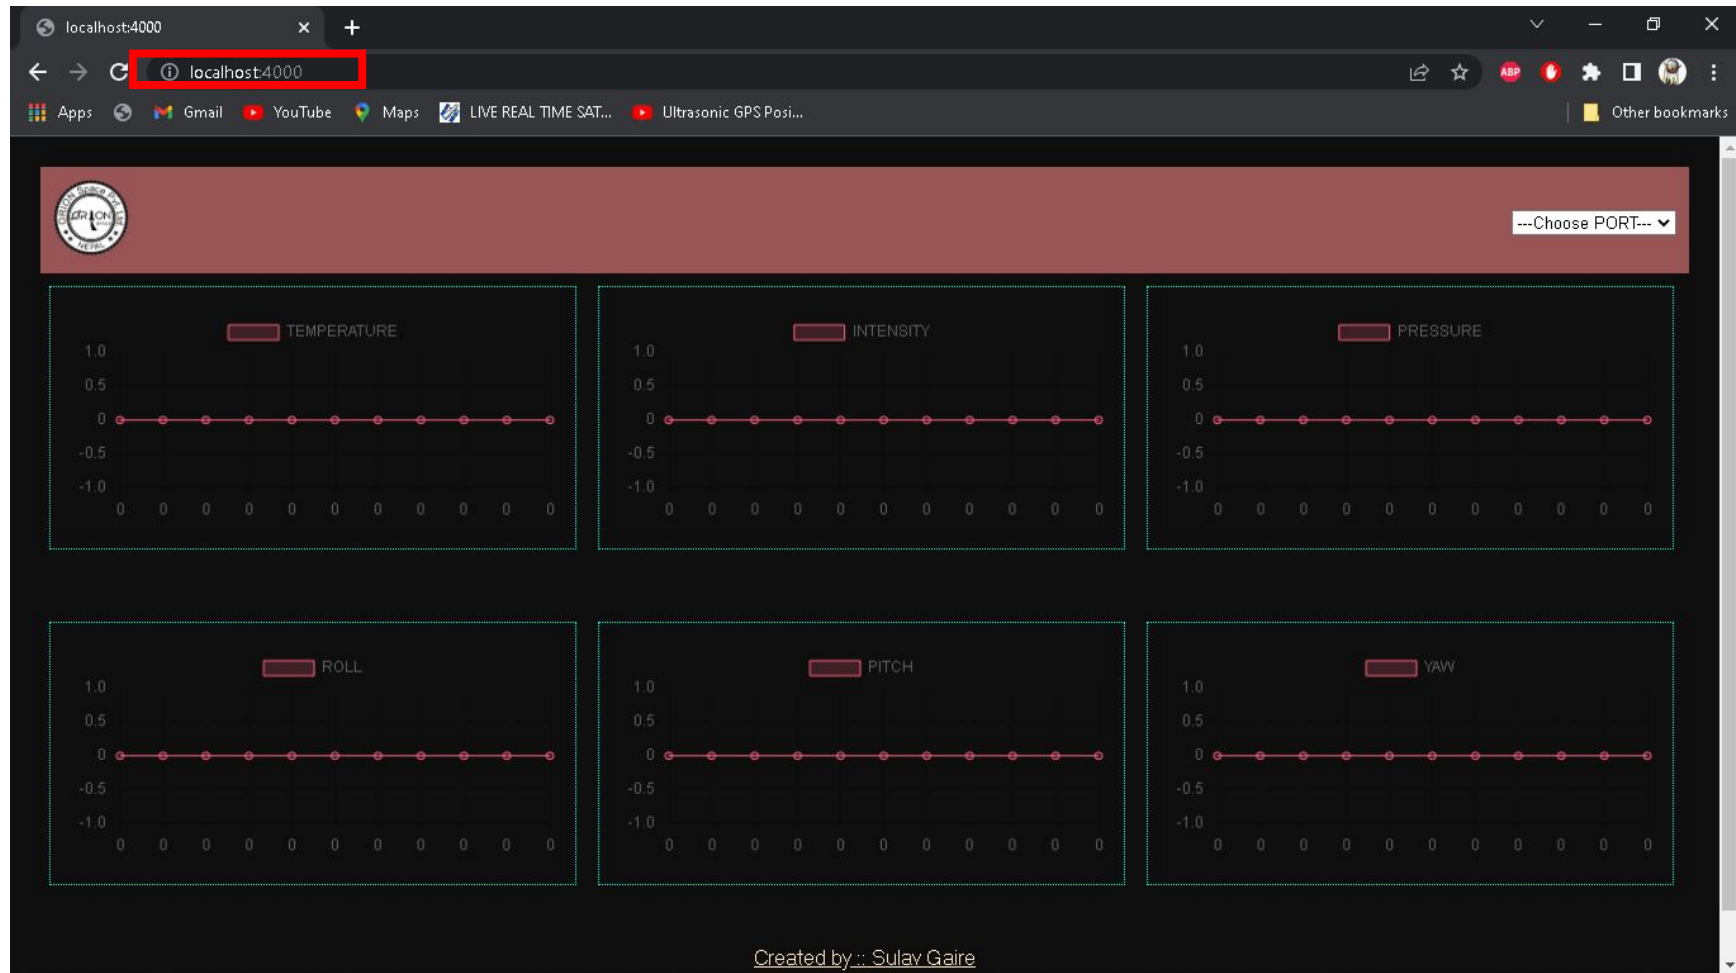 localhost:4000
localhost:4000
ABP
Apps Gmail YouTube Maps LIVE REAL TIME SAT... Ultrasonic GPS Posi... Other bookmarks
ORION Space Pvt. Ltd
ORION
NEPAL
---Choose PORT---
TEMPERATURE
1.0
0.5
0
-0.5
-1.0
0 0 0 0 0 0 0 0 0 0 0
INTENSITY
1.0
0.5
0
-0.5
-1.0
0 0 0 0 0 0 0 0 0 0 0
PRESSURE
1.0
0.5
0
-0.5
-1.0
0 0 0 0 0 0 0 0 0 0 0
ROLL
1.0
0.5
0
-0.5
-1.0
0 0 0 0 0 0 0 0 0 0 0
PITCH
1.0
0.5
0
-0.5
-1.0
0 0 0 0 0 0 0 0 0 0 0
YAW
1.0
0.5
0
-0.5
-1.0
0 0 0 0 0 0 0 0 0 0 0
Created by :: Sulav Gaire